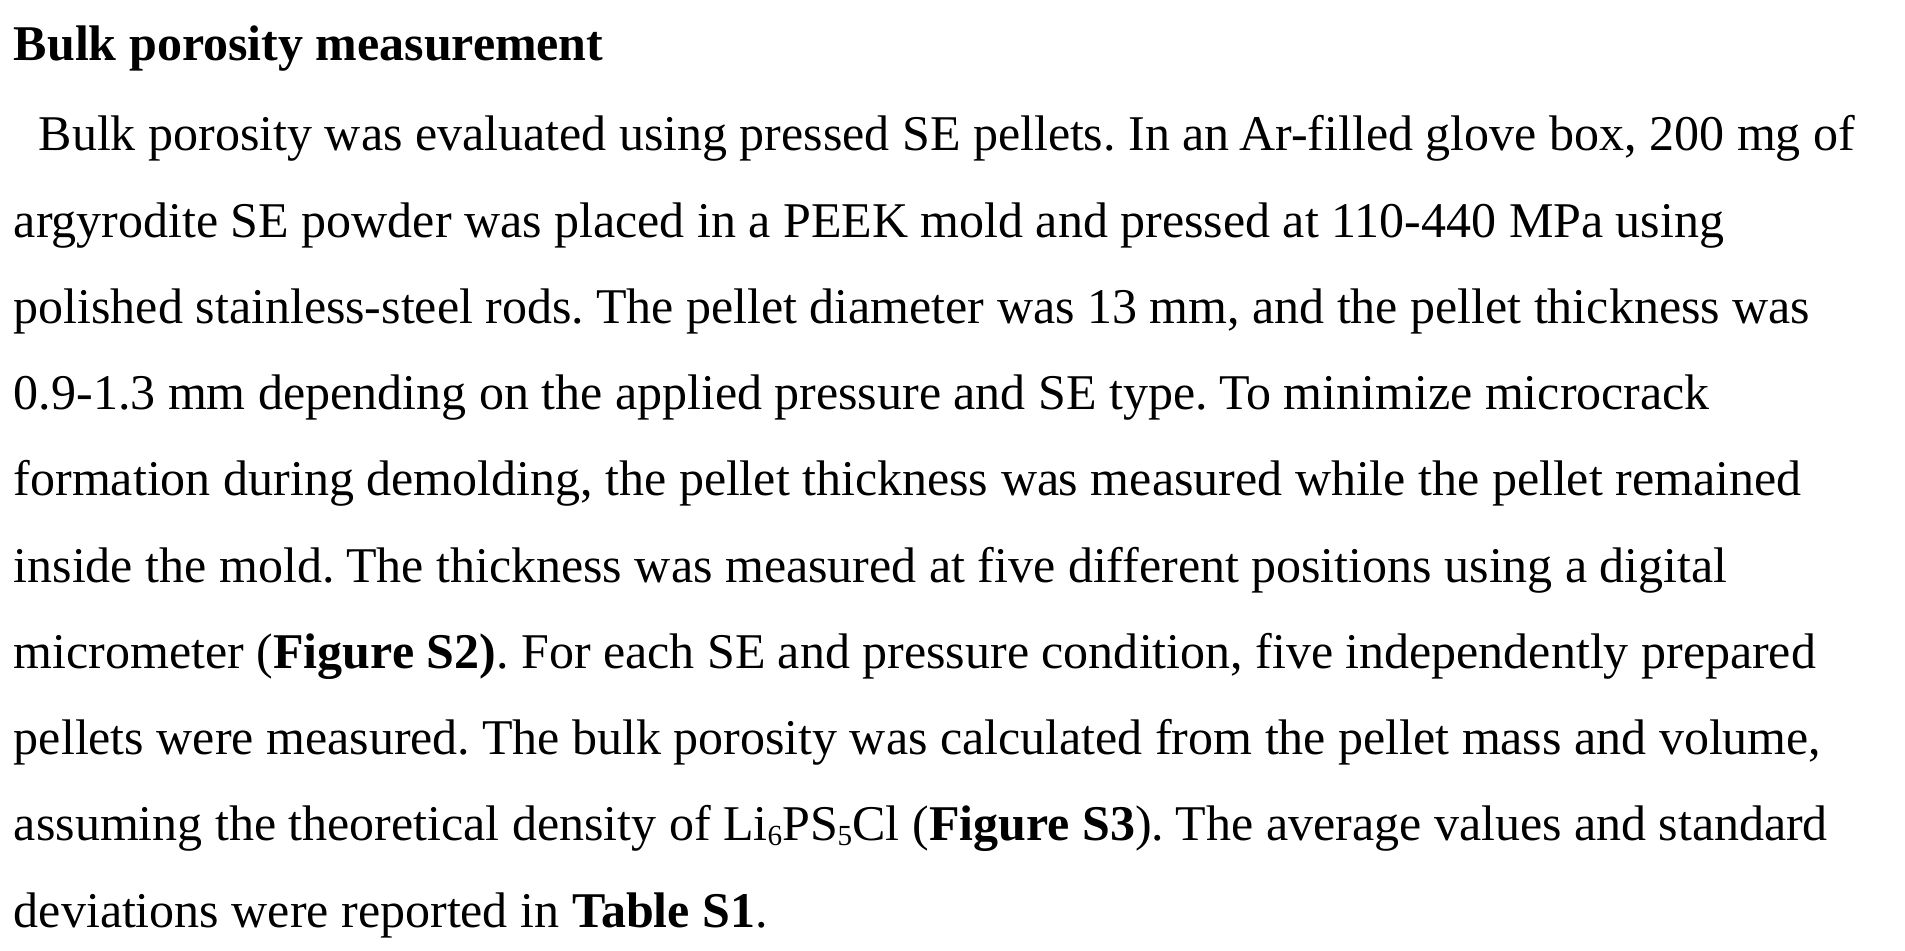 Bulk porosity measurement
Bulk porosity was evaluated using pressed SE pellets. In an Ar-filled glove box, 200 mg of
argyrodite SE powder was placed in a PEEK mold and pressed at 110-440 MPa using
polished stainless-steel rods. The pellet diameter was 13 mm, and the pellet thickness was
0.9-1.3 mm depending on the applied pressure and SE type. To minimize microcrack
formation during demolding, the pellet thickness was measured while the pellet remained
inside the mold. The thickness was measured at five different positions using a digital
micrometer (Figure S2). For each SE and pressure condition, five independently prepared
pellets were measured. The bulk porosity was calculated from the pellet mass and volume,
assuming the theoretical density of Li₆PS₅Cl (Figure S3). The average values and standard
deviations were reported in Table S1.